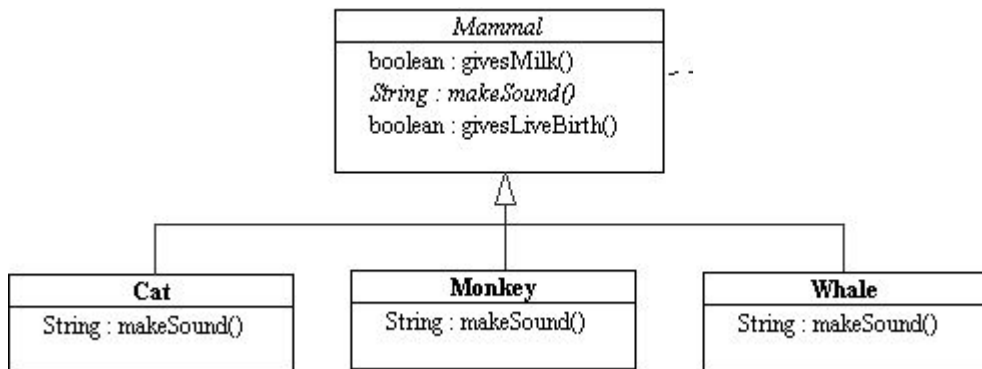 Mammal
boolean : givesMilk()
String : makeSound()
boolean : givesLiveBirth()
Cat
String : makeSound()
Monkey
String : makeSound()
Whale
String : makeSound()